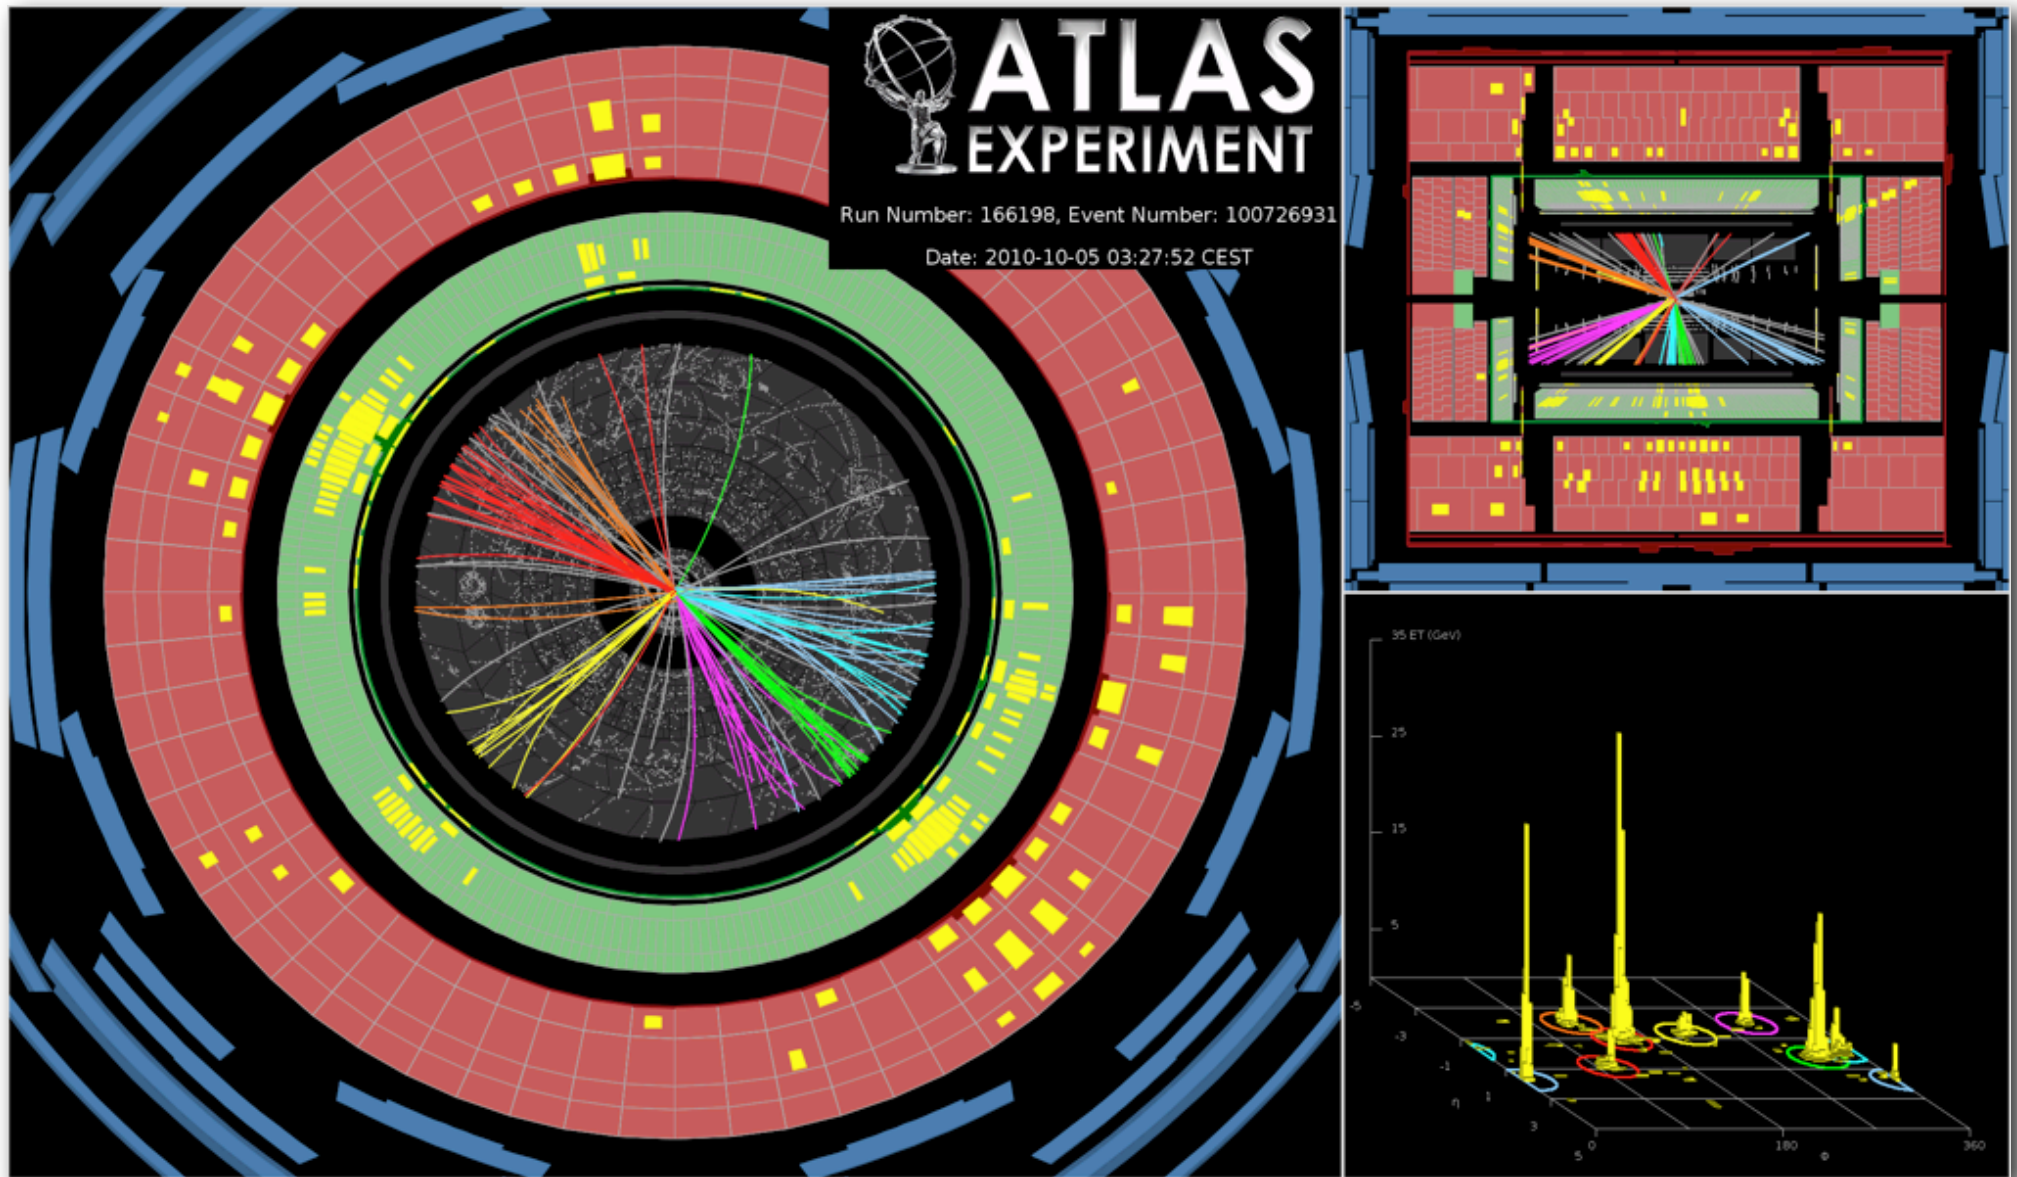 ATLAS
EXPERIMENT
Run Number: 166198, Event Number: 100726931
Date: 2010-10-05 03:27:52 CEST
35 ET (GeV)
25
15
5
-5
-3
-1
η 1
3
5 0 180 Φ 360